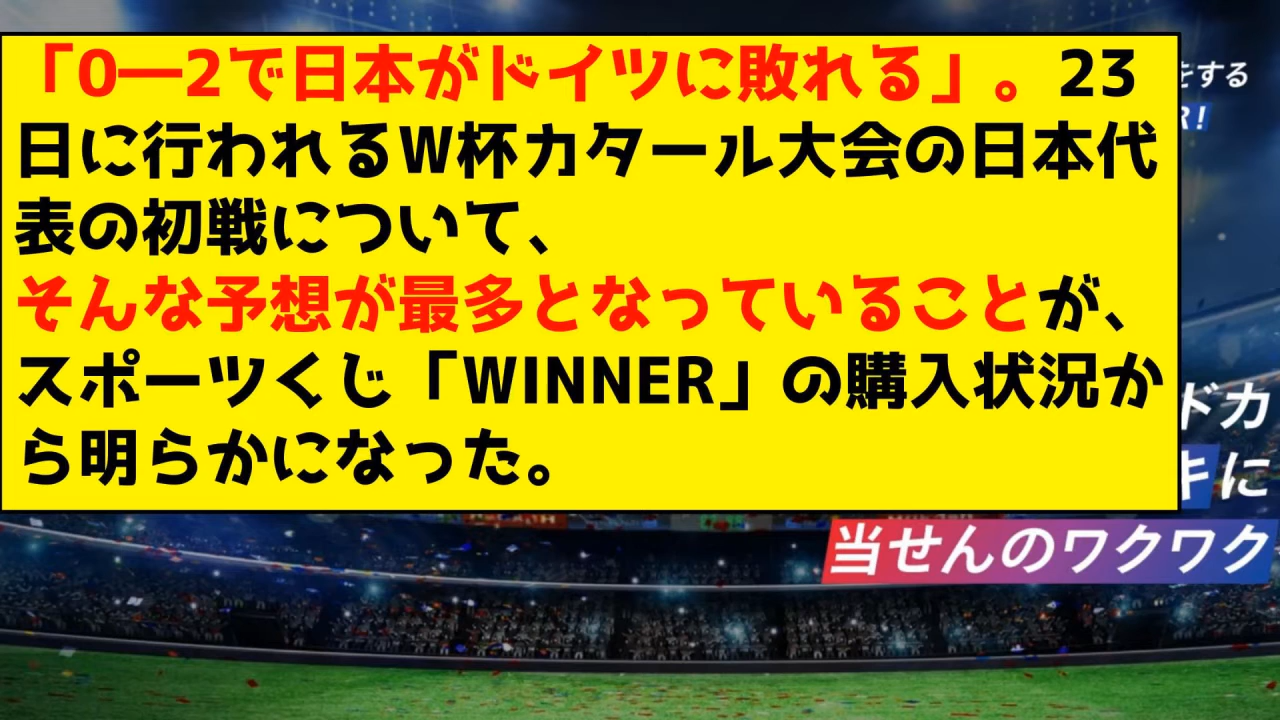 「0―2で日本がドイツに敗れる」。23
日に行われるW杯カタール大会の日本代
表の初戦について、
そんな予想が最多となっていることが、
スポーツくじ「WINNER」の購入状況か
ら明らかになった。
をする
R!
ドカ
キに
当せんのワクワク